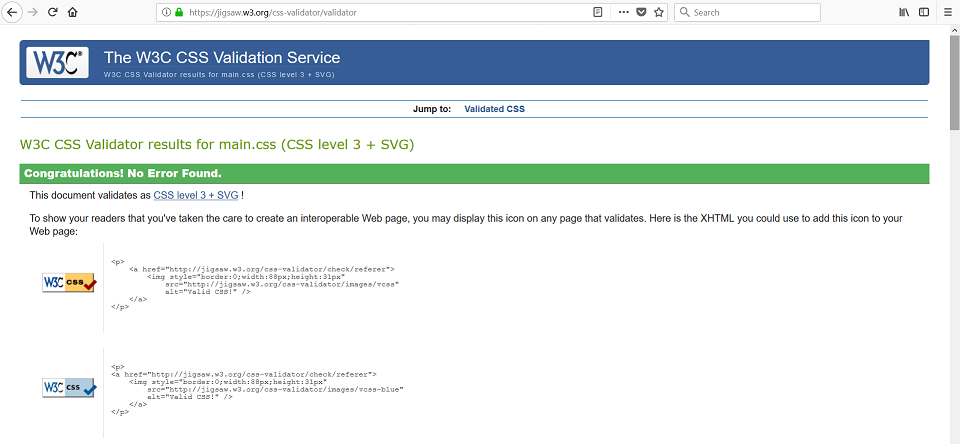 https://jigsaw.w3.org/css-validator/validator
Search
W3C®
The W3C CSS Validation Service
W3C CSS Validator results for main.css (CSS level 3 + SVG)
Jump to: Validated CSS
W3C CSS Validator results for main.css (CSS level 3 + SVG)
Congratulations! No Error Found.
This document validates as CSS level 3 + SVG !
To show your readers that you've taken the care to create an interoperable Web page, you may display this icon on any page that validates. Here is the XHTML you could use to add this icon to your
Web page:
W3C css
<p>
<a href="http://jigsaw.w3.org/css-validator/check/referer">
<img style="border:0;width:88px;height:31px"
src="http://jigsaw.w3.org/css-validator/images/vcss"
alt="Valid CSS!" />
</a>
</p>
W3C css
<p>
<a href="http://jigsaw.w3.org/css-validator/check/referer">
<img style="border:0;width:88px;height:31px"
src="http://jigsaw.w3.org/css-validator/images/vcss-blue"
alt="Valid CSS!" />
</a>
</p>